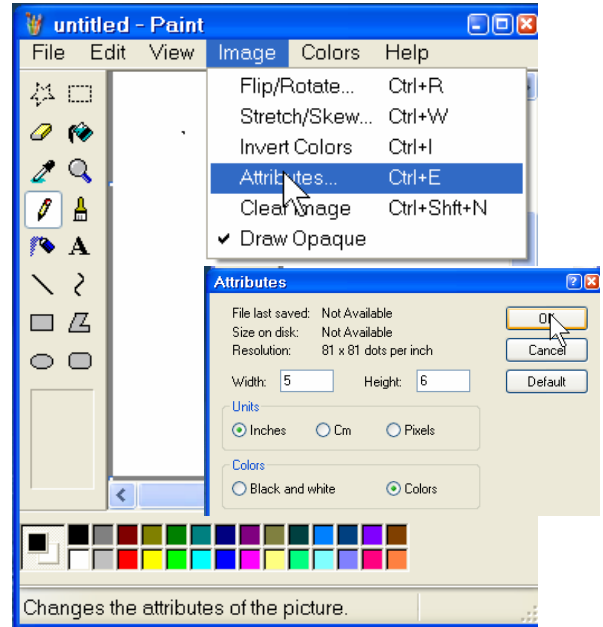 untitled - Paint
File Edit View Image Colors Help
Flip/Rotate... Ctrl+R
Stretch/Skew... Ctrl+W
Invert Colors Ctrl+I
Attributes... Ctrl+E
Clear Image Ctrl+Shft+N
✓ Draw Opaque
A
Attributes
File last saved: Not Available
Size on disk: Not Available
Resolution: 81 x 81 dots per inch
Width: 5 Height: 6
Units
Inches Cm Pixels
Colors
Black and white Colors
OK
Cancel
Default
Changes the attributes of the picture.